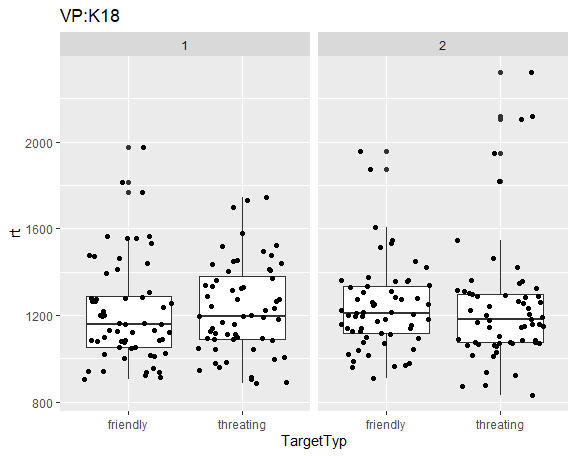 VP:K18
1 2
rt
2000
1600
1200
800
friendly threating friendly threating
TargetTyp